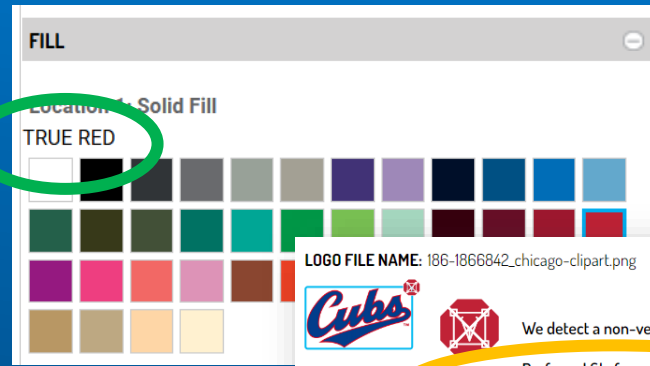 FILL
Location 1: Solid Fill
TRUE RED
LOGO FILE NAME: 186-1866842_chicago-clipart.png
Cubs
We detect a non-ve